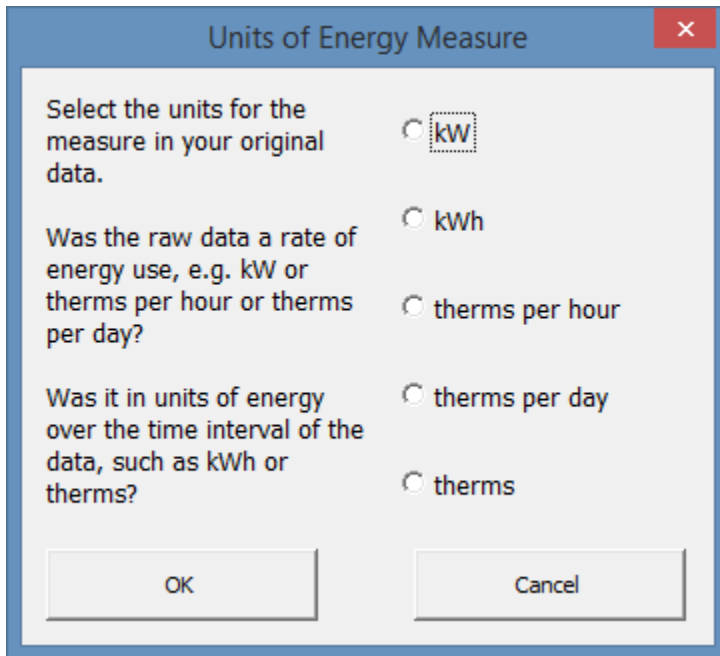 Units of Energy Measure
Select the units for the
measure in your original
data.
Was the raw data a rate of
energy use, e.g. kW or
therms per hour or therms
per day?
Was it in units of energy
over the time interval of the
data, such as kWh or
therms?
kW
kWh
therms per hour
therms per day
therms
OK
Cancel